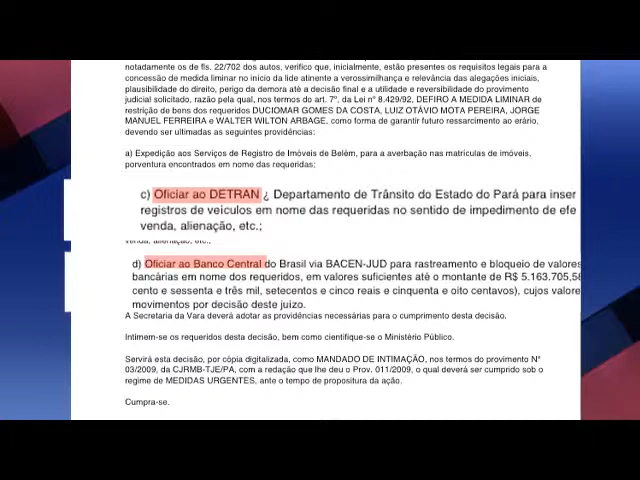 notadamente os de fls. 22/702 dos autos, verifico que, inicialmente, estão presentes os requisitos legais para a
concessão de medida liminar no início da lide atinente a verossimilhança e relevância das alegações iniciais,
plausibilidade do direito, perigo da demora até a decisão final e a utilidade e reversibilidade do provimento
judicial solicitado, razão pela qual, nos termos do art. 7º, da Lei nº 8.429/92, DEFIRO A MEDIDA LIMINAR de
restrição de bens dos requeridos DUCIOMAR GOMES DA COSTA, LUIZ OTÁVIO MOTA PEREIRA, JORGE
MANUEL FERREIRA e WALTER WILTON ARBAGE, como forma de garantir futuro ressarcimento ao erário,
devendo ser ultimadas as seguintes providências:
a) Expedição aos Serviços de Registro de Imóveis de Belém, para a averbação nas matrículas de imóveis,
porventura encontrados em nome das requeridas;
c) Oficiar ao DETRAN ¿ Departamento de Trânsito do Estado do Pará para inser
registros de veículos em nome das requeridas no sentido de impedimento de efe
venda, alienação, etc.;
venda, alienação, etc.;
d) Oficiar ao Banco Central do Brasil via BACEN-JUD para rastreamento e bloqueio de valores
bancárias em nome dos requeridos, em valores suficientes até o montante de R$ 5.163.705,58
cento e sessenta e três mil, setecentos e cinco reais e cinquenta e oito centavos), cujos valore
movimentos por decisão deste juizo.
A Secretaria da Vara deverá adotar as providências necessárias para o cumprimento desta decisão.
Intimem-se os requeridos desta decisão, bem como cientifique-se o Ministério Público.
Servirá esta decisão, por cópia digitalizada, como MANDADO DE INTIMAÇÃO, nos termos do provimento N°
03/2009, da CJRMB-TJE/PA, com a redação que lhe deu o Prov. 011/2009, o qual deverá ser cumprido sob o
regime de MEDIDAS URGENTES, ante o tempo de propositura da ação.
Cumpra-se.